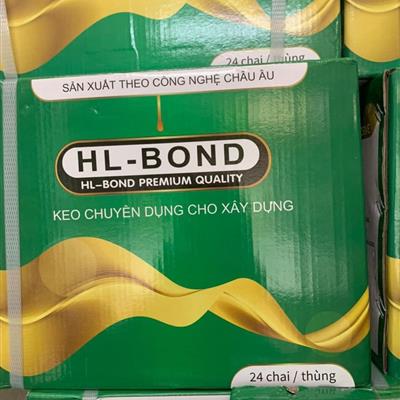 24 chai / thùng
SẢN XUẤT THEO CÔNG NGHỆ CHÂU ÂU
HL-BOND
HL-BOND PREMIUM QUALITY
KEO CHUYÊN DỤNG CHO XÂY DỰNG
24 chai / thùng